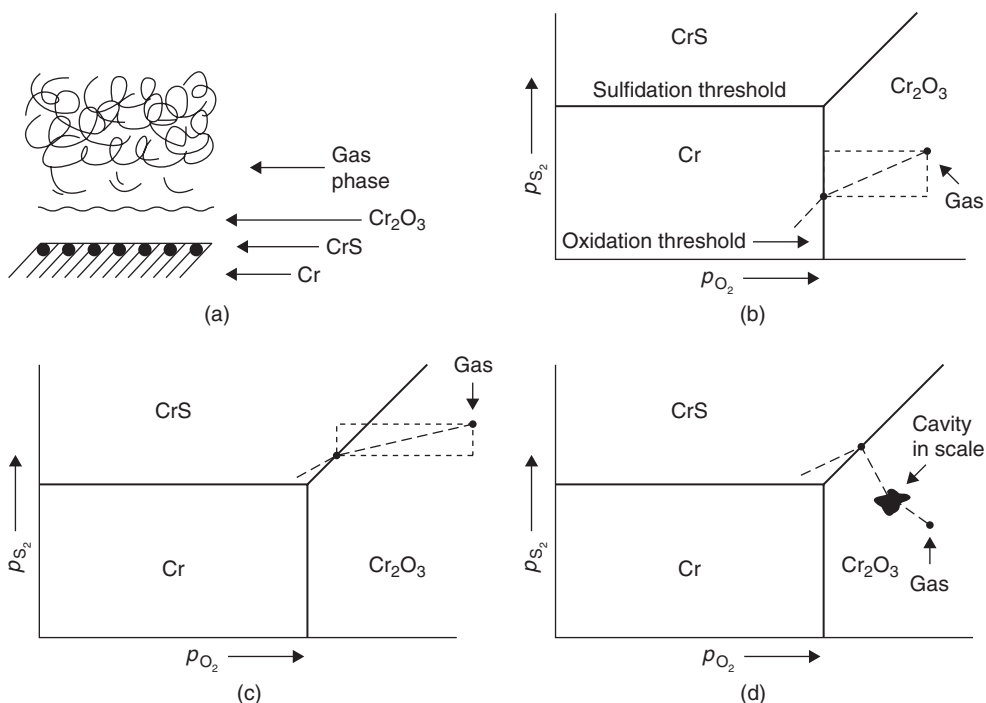 Gas
phase
Cr2O3
CrS
Cr
(a)
CrS
Sulfidation threshold
Cr2O3
Cr
Gas
Oxidation threshold
pS2
pO2
(b)
Gas
CrS
Cr
Cr2O3
pS2
pO2
(c)
CrS
Cavity
in scale
Cr
Cr2O3
Gas
pS2
pO2
(d)